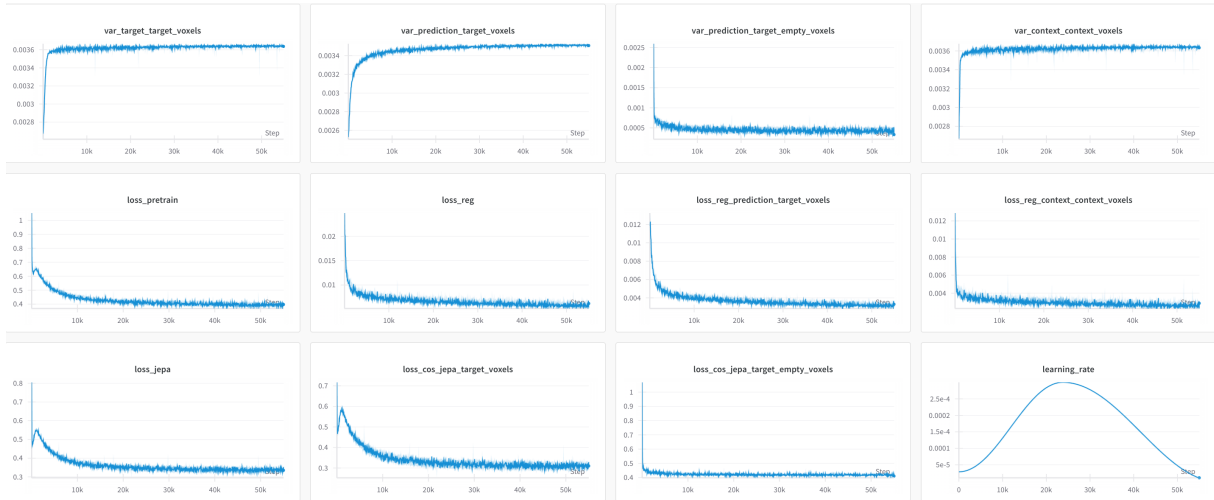 var_target_target_voxels
0.0036
0.0034
0.0032
0.003
0.0028
Step
10k 20k 30k 40k 50k
var_prediction_target_voxels
0.0034
0.0032
0.003
0.0028
0.0026
Step
10k 20k 30k 40k 50k
var_prediction_target_empty_voxels
0.0025
0.002
0.0015
0.001
0.0005
Step
10k 20k 30k 40k 50k
var_context_context_voxels
0.0036
0.0034
0.0032
0.003
0.0028
Step
10k 20k 30k 40k 50k
loss_pretrain
1
0.9
0.8
0.7
0.6
0.5
0.4
Step
10k 20k 30k 40k 50k
loss_reg
0.02
0.015
0.01
Step
10k 20k 30k 40k 50k
loss_reg_prediction_target_voxels
0.012
0.01
0.008
0.006
0.004
Step
10k 20k 30k 40k 50k
loss_reg_context_context_voxels
0.012
0.01
0.008
0.006
0.004
Step
10k 20k 30k 40k 50k
loss_jepa
0.8
0.7
0.6
0.5
0.4
0.3
Step
10k 20k 30k 40k 50k
loss_cos_jepa_target_voxels
0.7
0.6
0.5
0.4
0.3
Step
10k 20k 30k 40k 50k
loss_cos_jepa_target_empty_voxels
1
0.9
0.8
0.7
0.6
0.5
0.4
Step
10k 20k 30k 40k 50k
learning_rate
2.5e-4
0.0002
1.5e-4
0.0001
5e-5
Step
0 10k 20k 30k 40k 50k